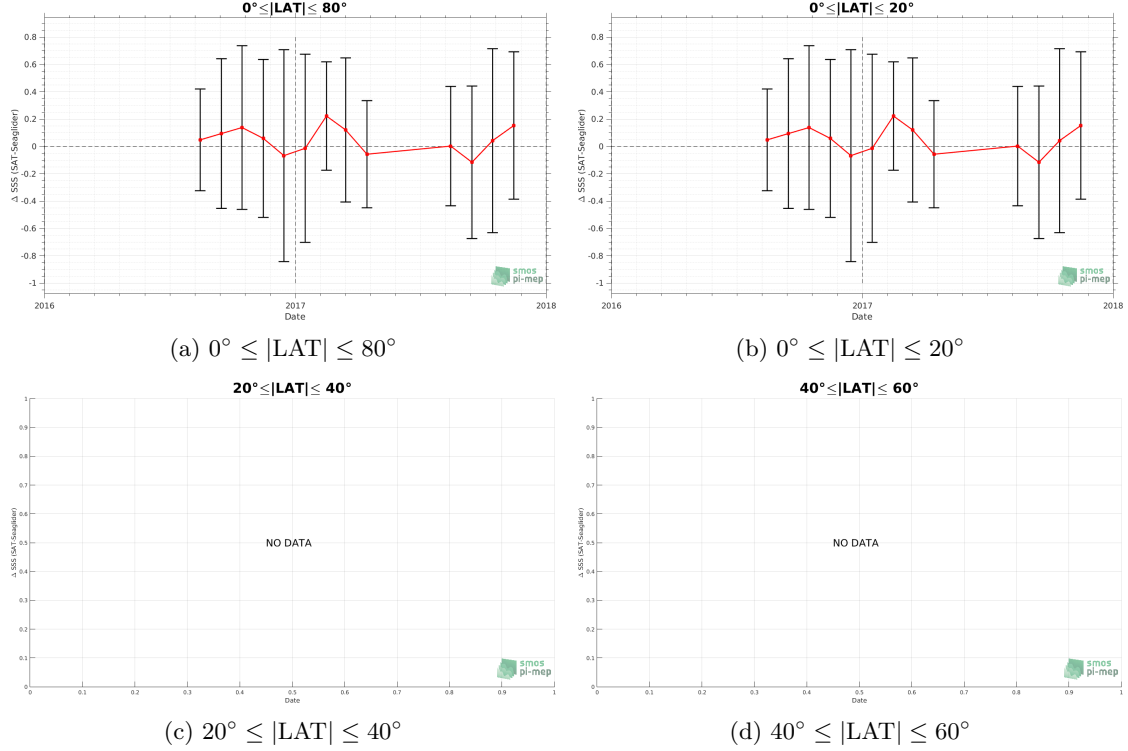 0°≤|LAT|≤ 80°
Δ SSS (SAT-Seaglider)
0.8
0.6
0.4
0.2
0
-0.2
-0.4
-0.6
-0.8
-1
2016
2017
2018
Date
smos
pi-mep
(a) 0° ≤ |LAT| ≤ 80°
0°≤|LAT|≤ 20°
Δ SSS (SAT-Seaglider)
0.8
0.6
0.4
0.2
0
-0.2
-0.4
-0.6
-0.8
-1
2016
2017
2018
Date
smos
pi-mep
(b) 0° ≤ |LAT| ≤ 20°
20°≤|LAT|≤ 40°
Δ SSS (SAT-Seaglider)
1
0.9
0.8
0.7
0.6
0.5
0.4
0.3
0.2
0.1
0
NO DATA
0 0.1 0.2 0.3 0.4 0.5 0.6 0.7 0.8 0.9 1
Date
smos
pi-mep
(c) 20° ≤ |LAT| ≤ 40°
40°≤|LAT|≤ 60°
Δ SSS (SAT-Seaglider)
1
0.9
0.8
0.7
0.6
0.5
0.4
0.3
0.2
0.1
0
NO DATA
0 0.1 0.2 0.3 0.4 0.5 0.6 0.7 0.8 0.9 1
Date
smos
pi-mep
(d) 40° ≤ |LAT| ≤ 60°